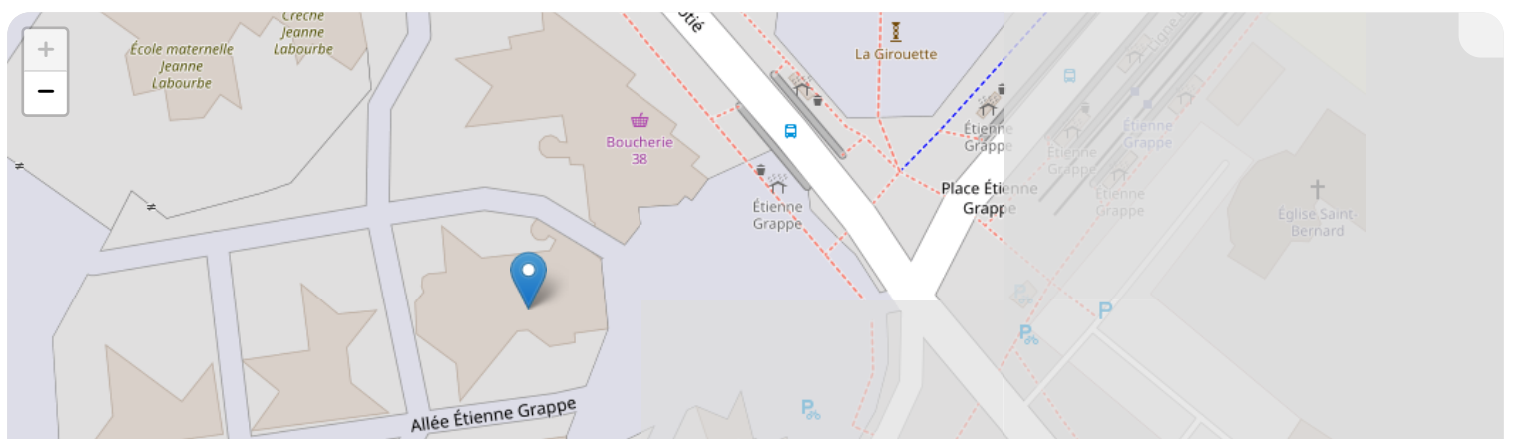 Crèche
Jeanne
Labourbe
École maternelle
Jeanne
Labourbe
+
−
La Girouette
Boucherie
38
Étienne
Grappe
Étienne
Grappe
Étienne
Grappe
Étienne
Grappe
Étienne
Grappe
Place Étienne
Grappe
Église Saint-
Bernard
P
P
P
Allée Étienne Grappe